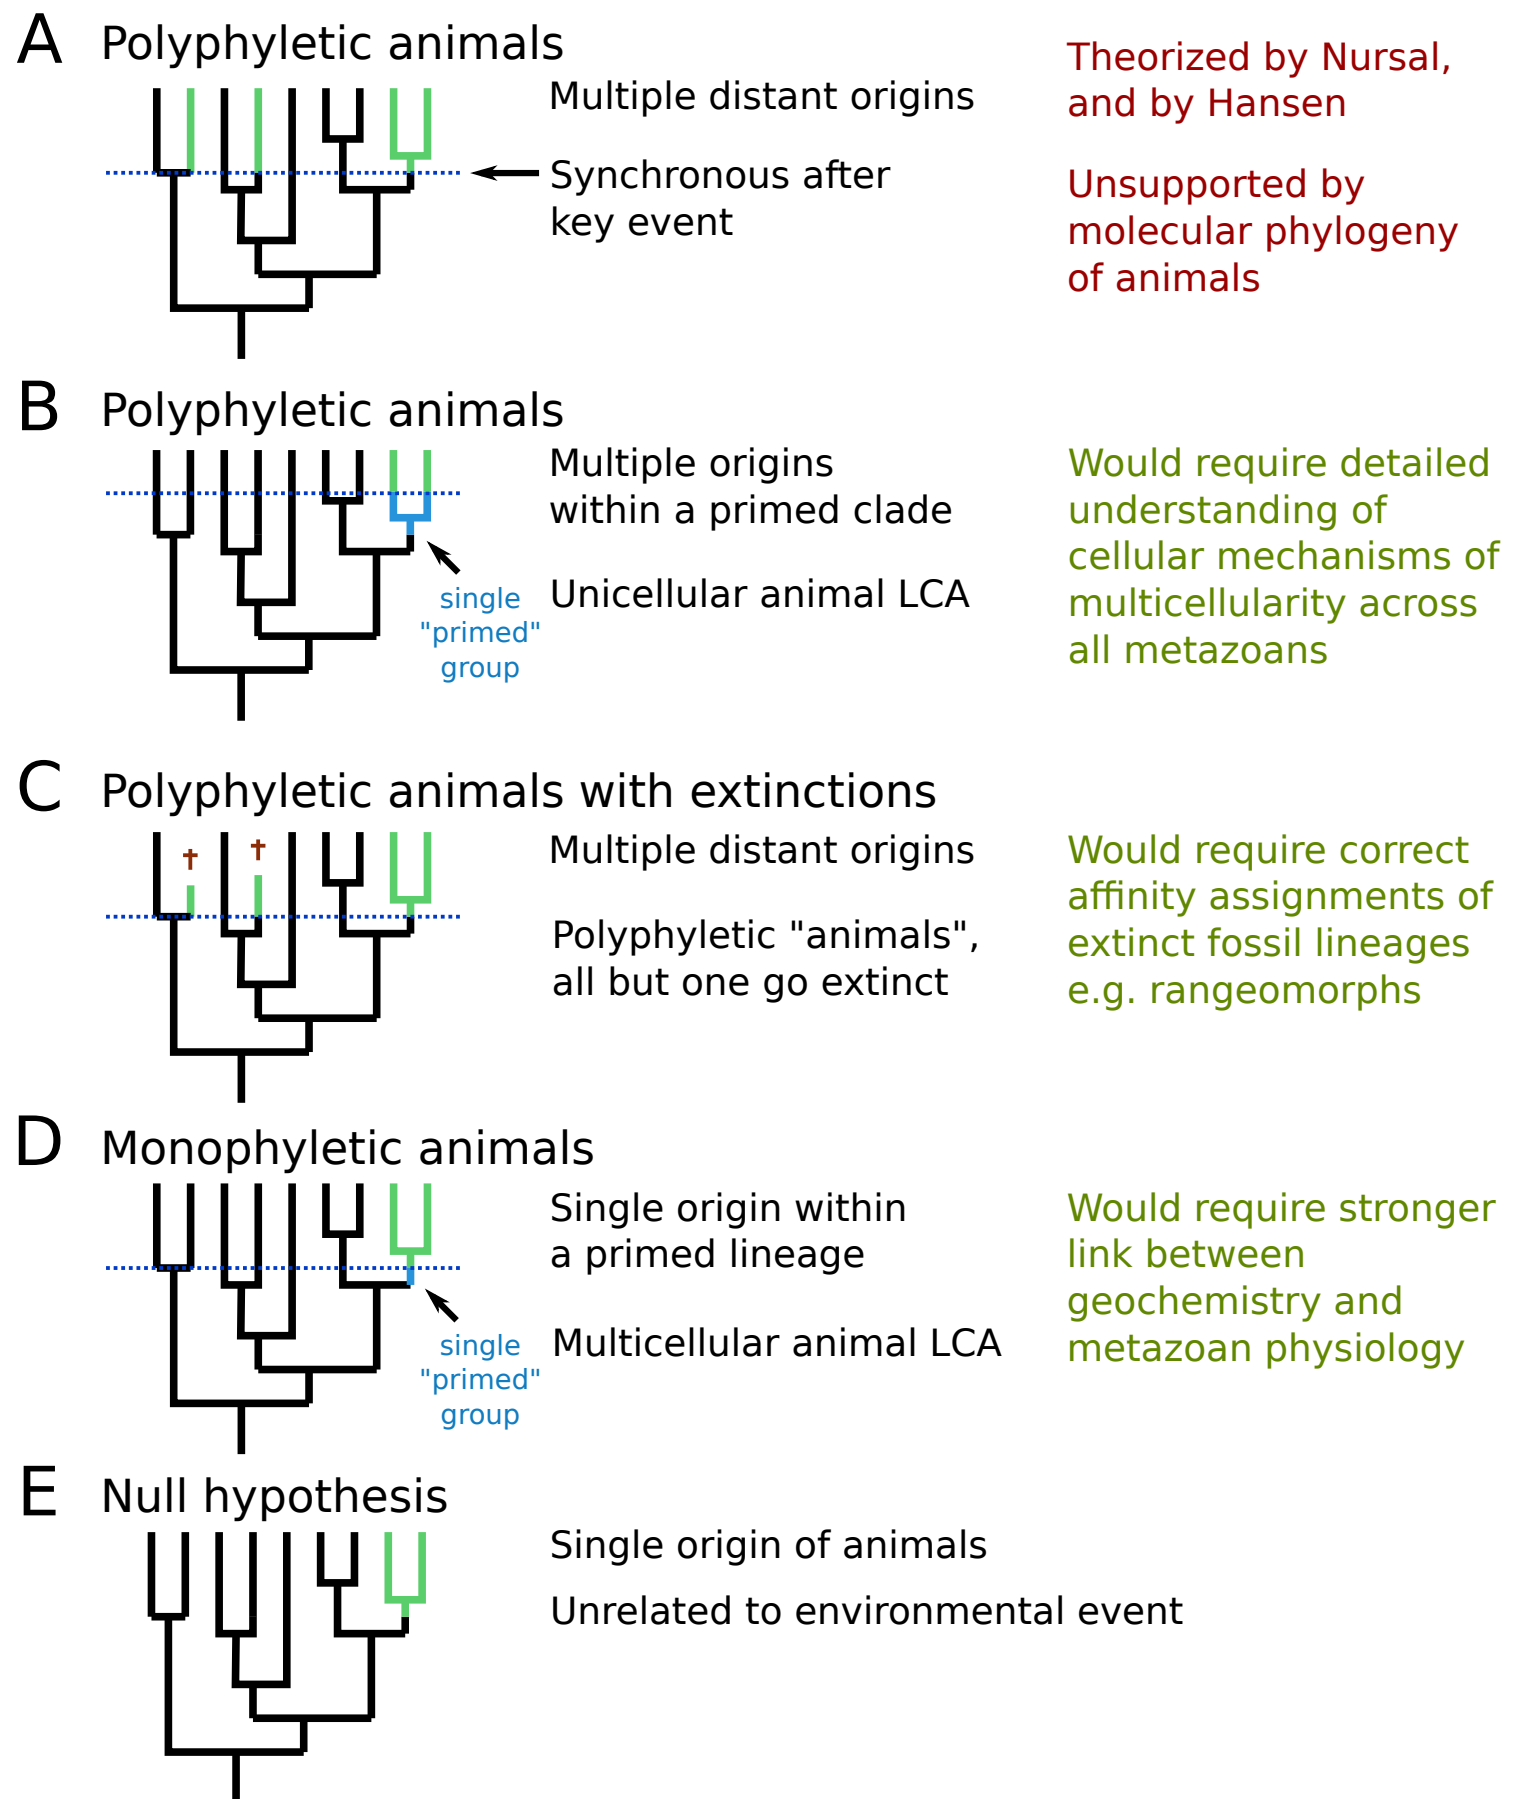 A
Polyphyletic animals
Multiple distant origins
Synchronous after
key event
Theorized by Nursal,
and by Hansen
Unsupported by
molecular phylogeny
of animals
B
Polyphyletic animals
Multiple origins
within a primed clade
Unicellular animal LCA
single
"primed"
group
Would require detailed
understanding of
cellular mechanisms of
multicellularity across
all metazoans
C
Polyphyletic animals with extinctions
†
†
Multiple distant origins
Polyphyletic "animals",
all but one go extinct
Would require correct
affinity assignments of
extinct fossil lineages
e.g. rangeomorphs
D
Monophyletic animals
Single origin within
a primed lineage
Multicellular animal LCA
single
"primed"
group
Would require stronger
link between
geochemistry and
metazoan physiology
E
Null hypothesis
Single origin of animals
Unrelated to environmental event